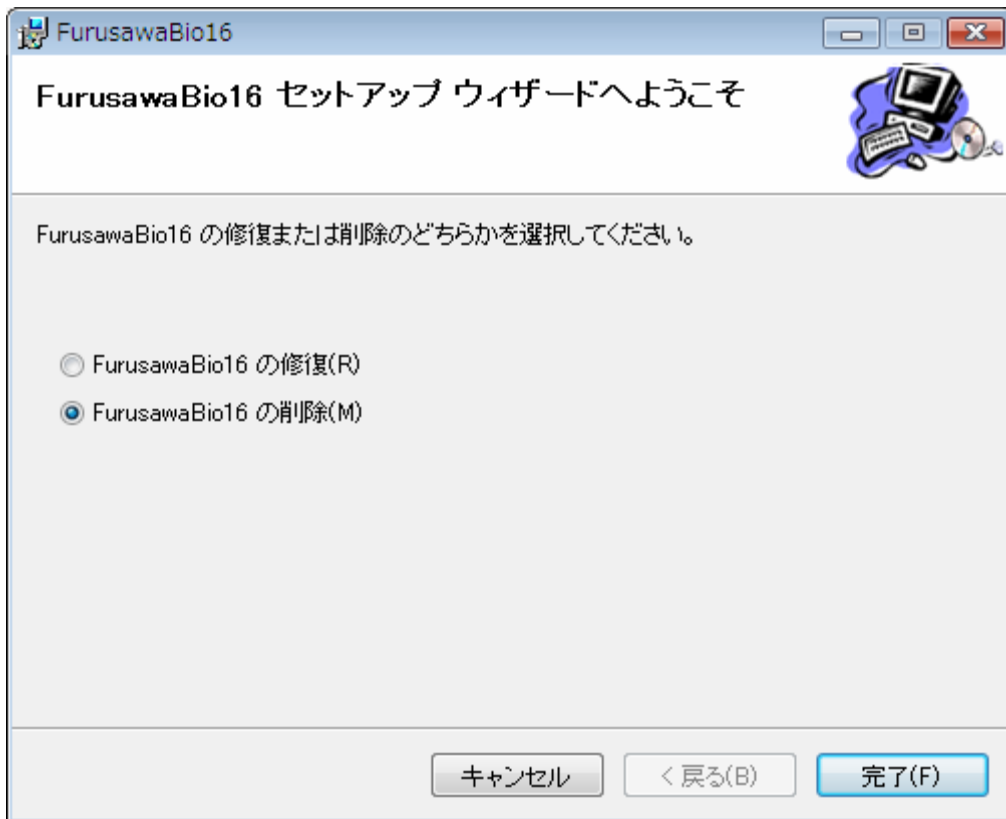 FurusawaBio16
FurusawaBio16 セットアップ ウィザードへようこそ
FurusawaBio16 の修復または削除のどちらかを選択してください。
FurusawaBio16 の修復(R)
FurusawaBio16 の削除(M)
キャンセル
< 戻る(B)
完了(F)